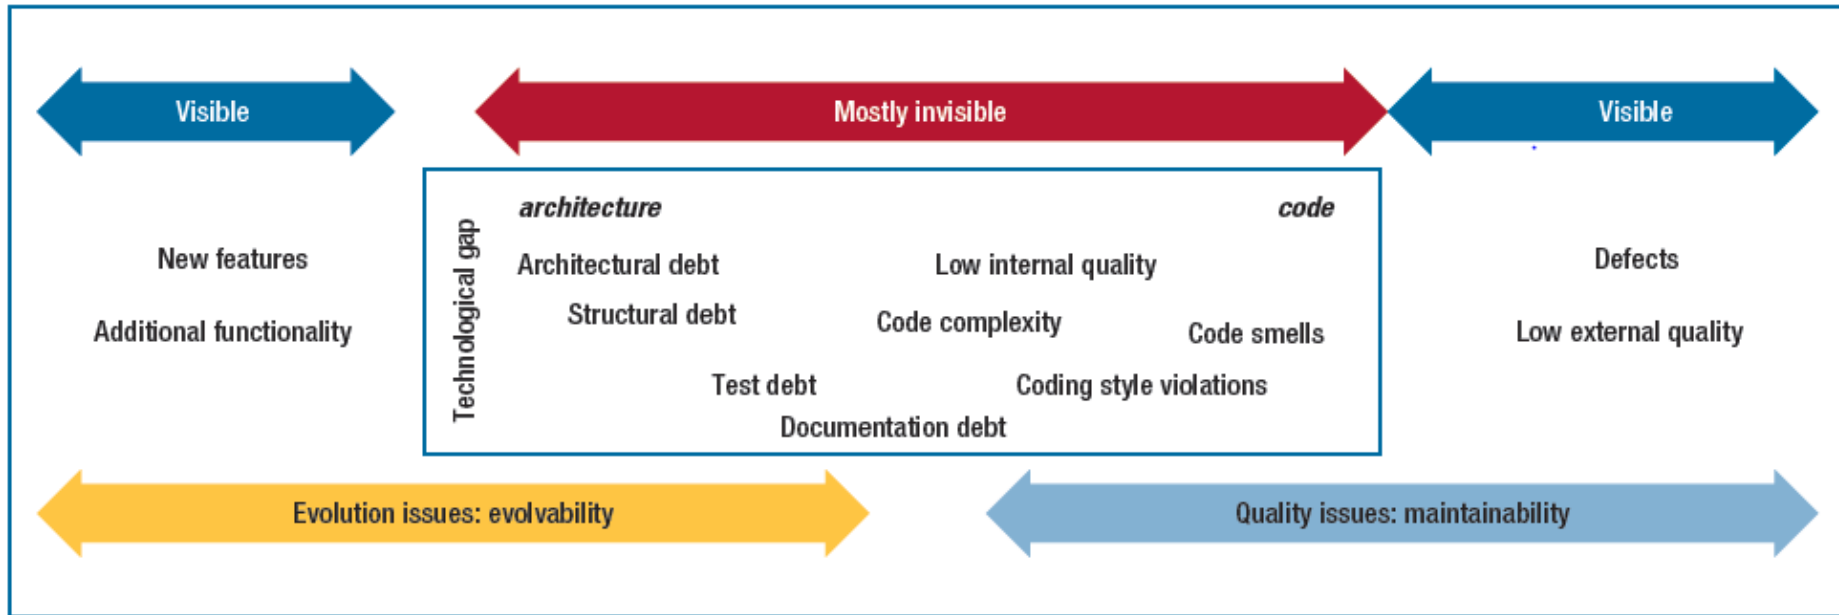 Visible
Mostly invisible
Visible
New features
Additional functionality
Technological gap
architecture
code
Architectural debt
Low internal quality
Structural debt
Code complexity
Code smells
Test debt
Coding style violations
Documentation debt
Defects
Low external quality
Evolution issues: evolvability
Quality issues: maintainability